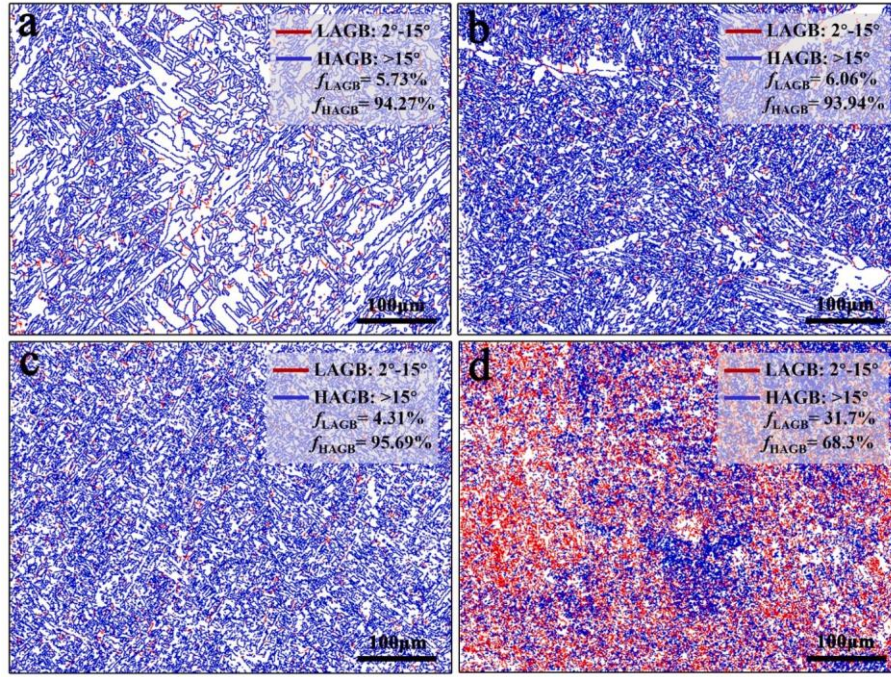 a
LAGB: 2°-15°
HAGB: >15°
fLAGB= 5.73%
fHAGB= 94.27%
100μm
b
LAGB: 2°-15°
HAGB: >15°
fLAGB= 6.06%
fHAGB= 93.94%
100μm
c
LAGB: 2°-15°
HAGB: >15°
fLAGB= 4.31%
fHAGB= 95.69%
100μm
d
LAGB: 2°-15°
HAGB: >15°
fLAGB= 31.7%
fHAGB= 68.3%
100μm